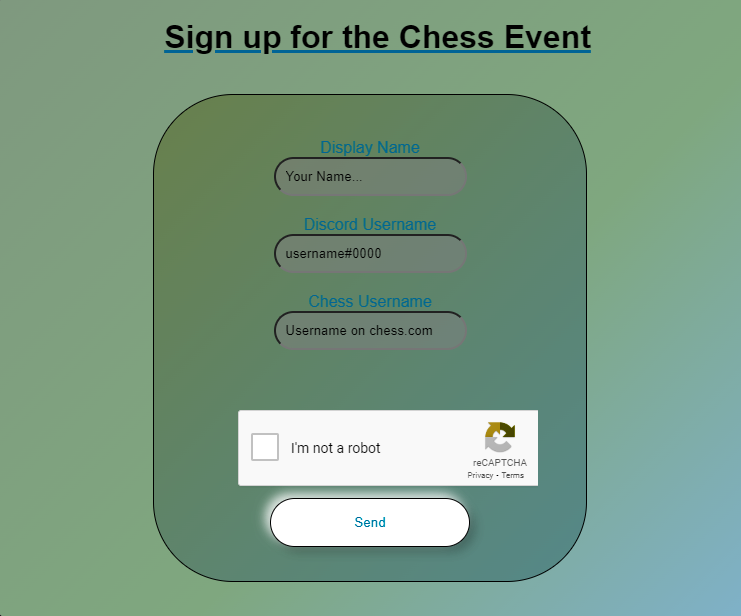 Sign up for the Chess Event
Display Name
Your Name...
Discord Username
username#0000
Chess Username
Username on chess.com
I'm not a robot
reCAPTCHA
Privacy - Terms
Send